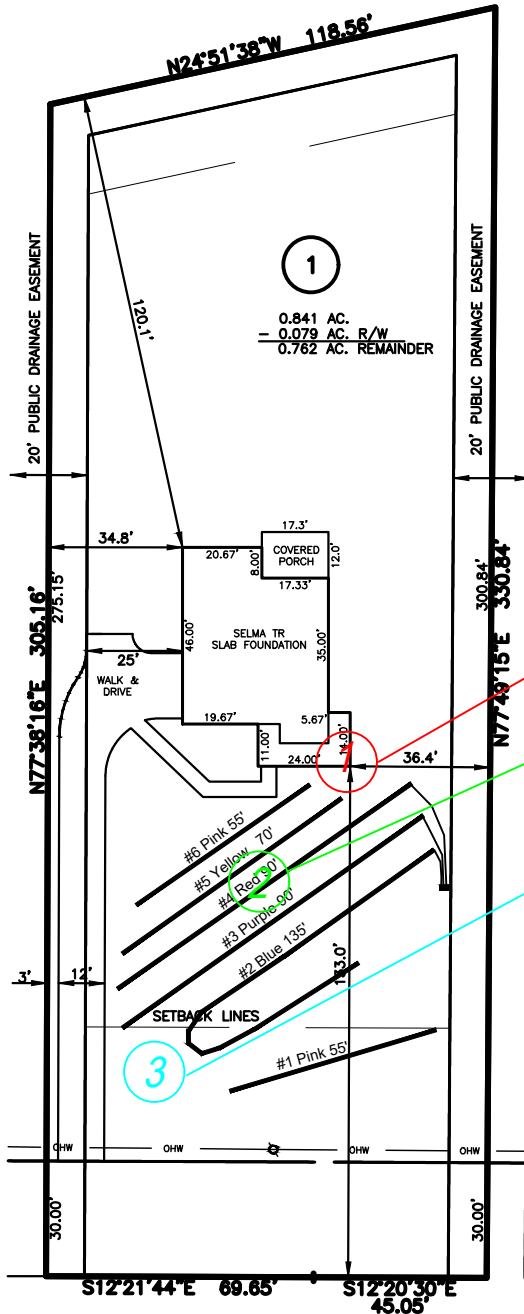 N24°51'38"W 118.56'
20' PUBLIC DRAINAGE EASEMENT
20' PUBLIC DRAINAGE EASEMENT
120.1'
1
0.841 AC.
- 0.079 AC. R/W
0.762 AC. REMAINDER
34.8'
17.3'
20.67'
8.00'
COVERED
PORCH
12.0'
17.33'
N77°38'16"E 305.16'
275.15'
46.00'
SELMA TR
SLAB FOUNDATION
35.00'
300.84'
N77°49'15"E 330.84'
25'
WALK &
DRIVE
19.67'
5.67'
11.00'
14.00'
24.00'
1
36.4'
#6 Pink 55'
#5 Yellow 70'
#4 Red 90'
2
#3 Purple 90'
#2 Blue 135'
133.0'
3'
12'
SETBACK LINES
#1 Pink 55'
3
OHW
OHW
OHW
OHW
30.00'
30.00'
S12°21'44"E 69.65'
S12°20'30"E
45.05'